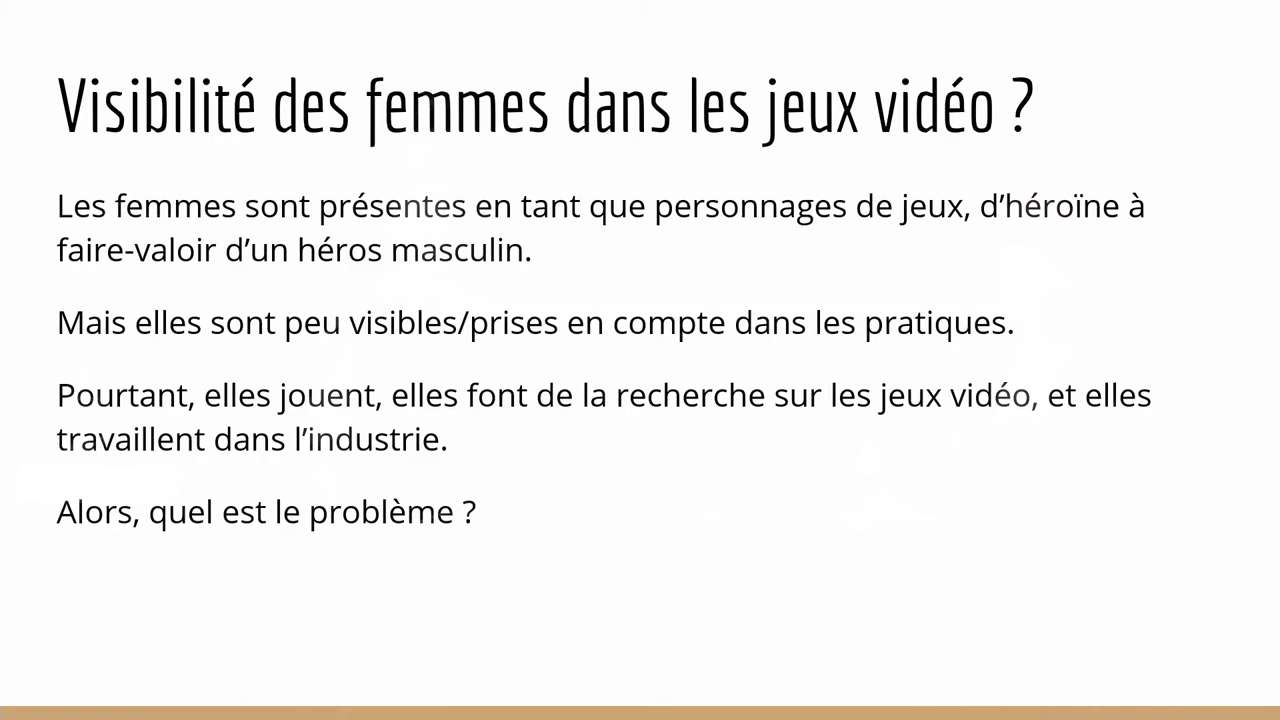 Visibilité des femmes dans les jeux vidéo ?
Les femmes sont présentes en tant que personnages de jeux, d’héroïne à
faire-valoir d’un héros masculin.
Mais elles sont peu visibles/prises en compte dans les pratiques.
Pourtant, elles jouent, elles font de la recherche sur les jeux vidéo, et elles
travaillent dans l’industrie.
Alors, quel est le problème ?